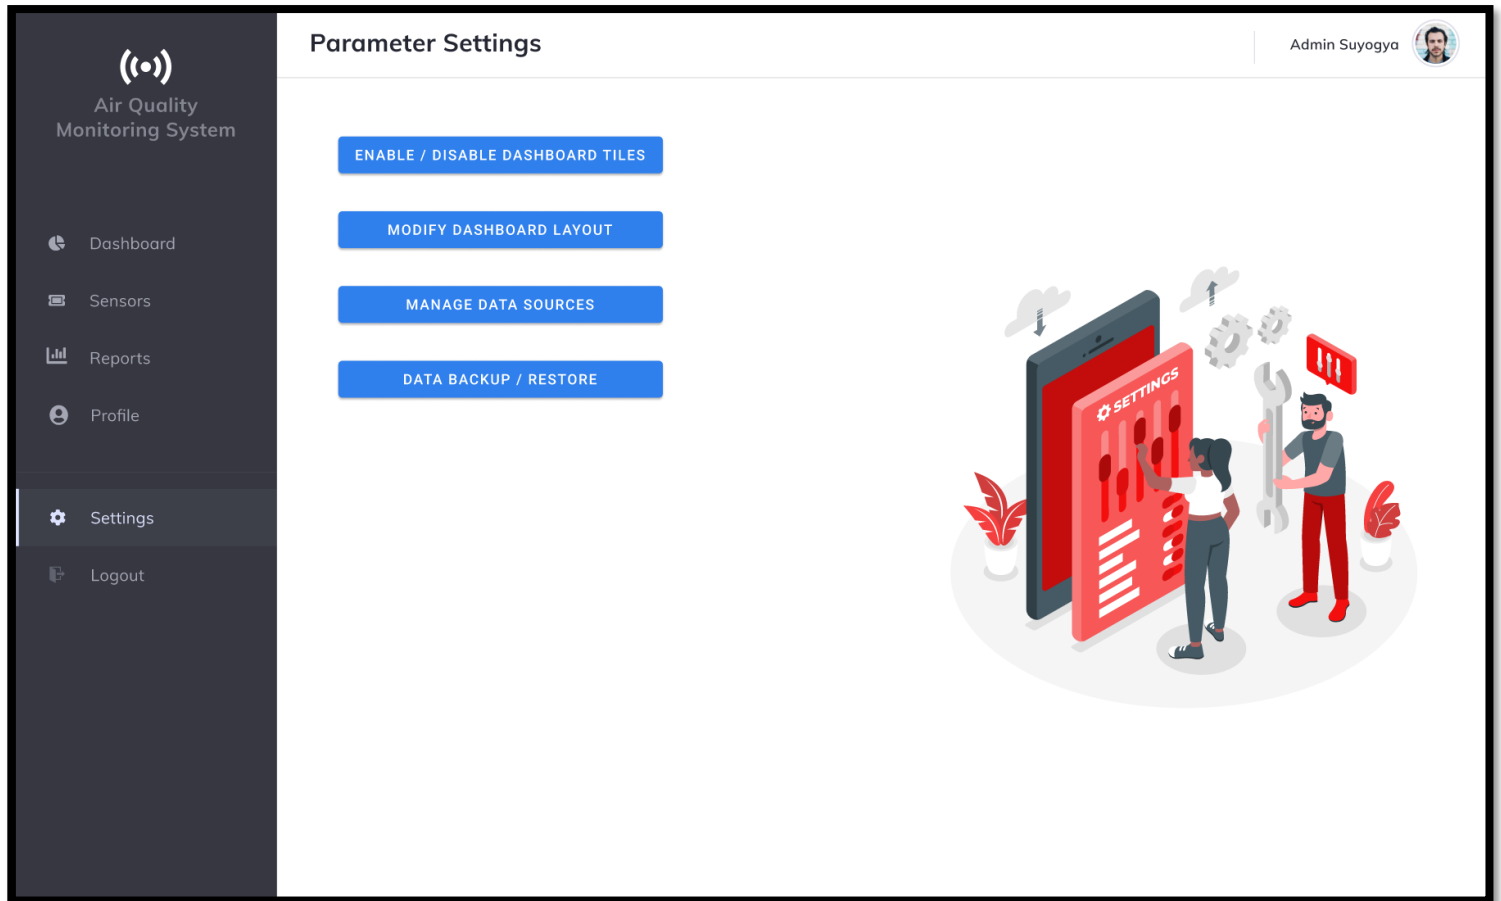 Air Quality
Monitoring System
Dashboard
Sensors
Reports
Profile
Settings
Logout
Parameter Settings
Admin Suyogya
ENABLE / DISABLE DASHBOARD TILES
MODIFY DASHBOARD LAYOUT
MANAGE DATA SOURCES
DATA BACKUP / RESTORE
SETTINGS